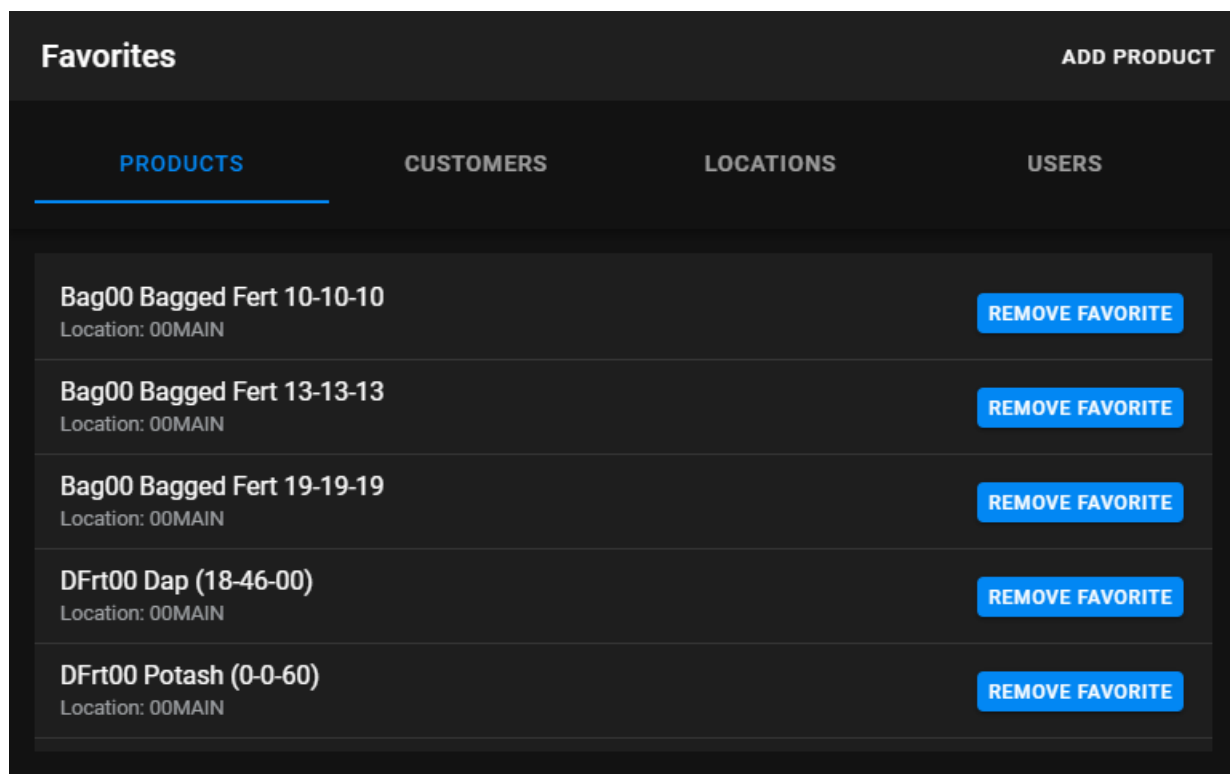 Favorites
ADD PRODUCT
PRODUCTS
CUSTOMERS
LOCATIONS
USERS
Bag00 Bagged Fert 10-10-10
Location: 00MAIN
REMOVE FAVORITE
Bag00 Bagged Fert 13-13-13
Location: 00MAIN
REMOVE FAVORITE
Bag00 Bagged Fert 19-19-19
Location: 00MAIN
REMOVE FAVORITE
DFrt00 Dap (18-46-00)
Location: 00MAIN
REMOVE FAVORITE
DFrt00 Potash (0-0-60)
Location: 00MAIN
REMOVE FAVORITE